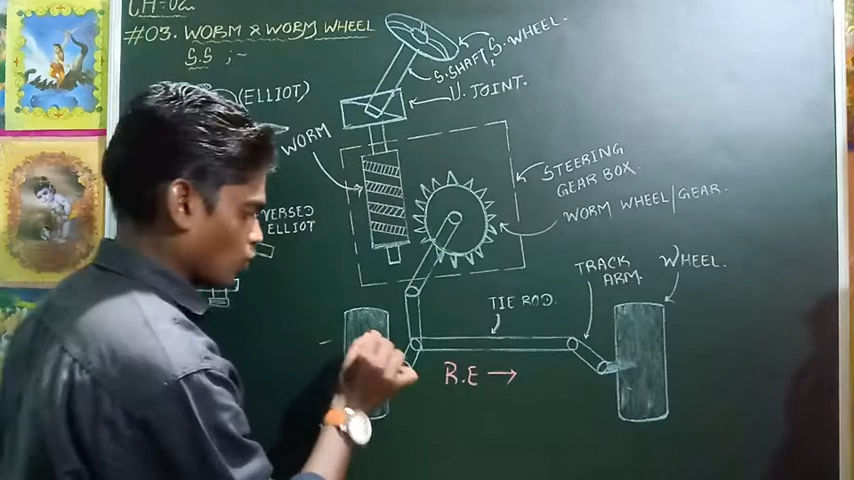 CH-02
#03. WORM & WORM WHEEL
S.S ;~
(ELLIOT)
S. WHEEL.
S. SHAFT,
U. JOINT.
WORM
STEERING
GEAR BOX.
WORM WHEEL/GEAR.
VERSED
ELLIOT
TRACK
ARM.
WHEEL.
TIE ROD.
R.E →